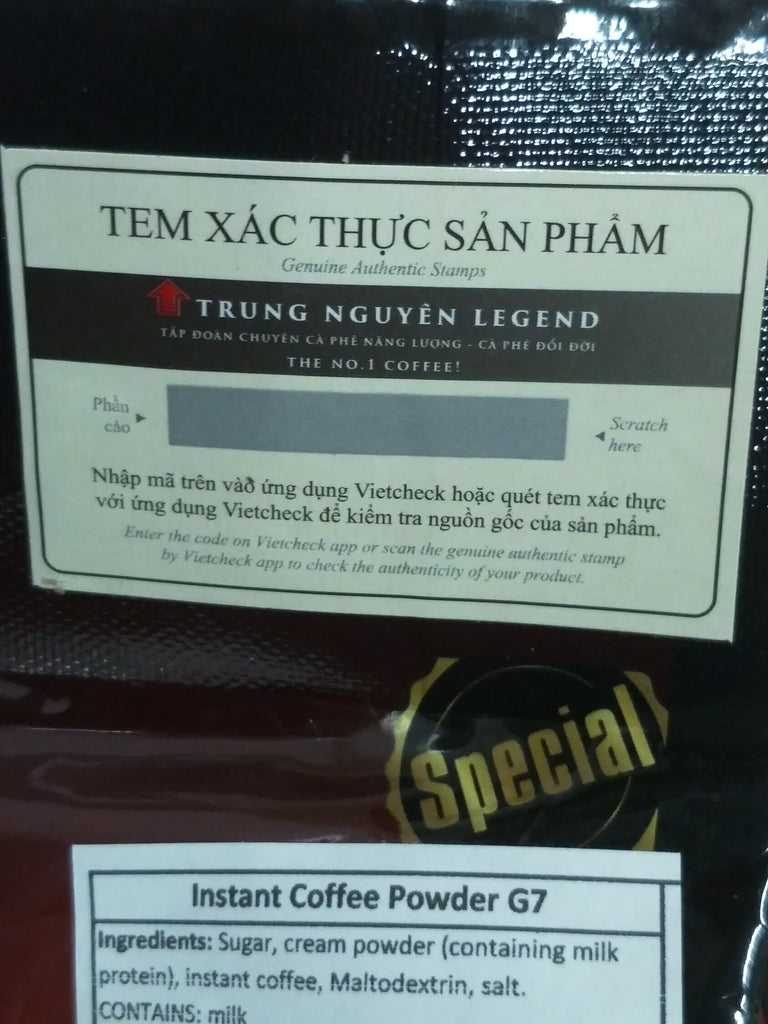 TEM XÁC THỰC SẢN PHẨM
Genuine Authentic Stamps
TRUNG NGUYÊN LEGEND
TẬP ĐOÀN CHUYÊN CÀ PHÊ NĂNG LƯỢNG - CÀ PHÊ ĐỔI ĐỜI
THE NO.1 COFFEE!
Phần
cào
Scratch
here
Nhập mã trên vào ứng dụng Vietcheck hoặc quét tem xác thực
với ứng dụng Vietcheck để kiểm tra nguồn gốc của sản phẩm.
Enter the code on Vietcheck app or scan the genuine authentic stamp
by Vietcheck app to check the authenticity of your product.
Special
Instant Coffee Powder G7
Ingredients: Sugar, cream powder (containing milk
protein), instant coffee, Maltodextrin, salt.
CONTAINS: milk